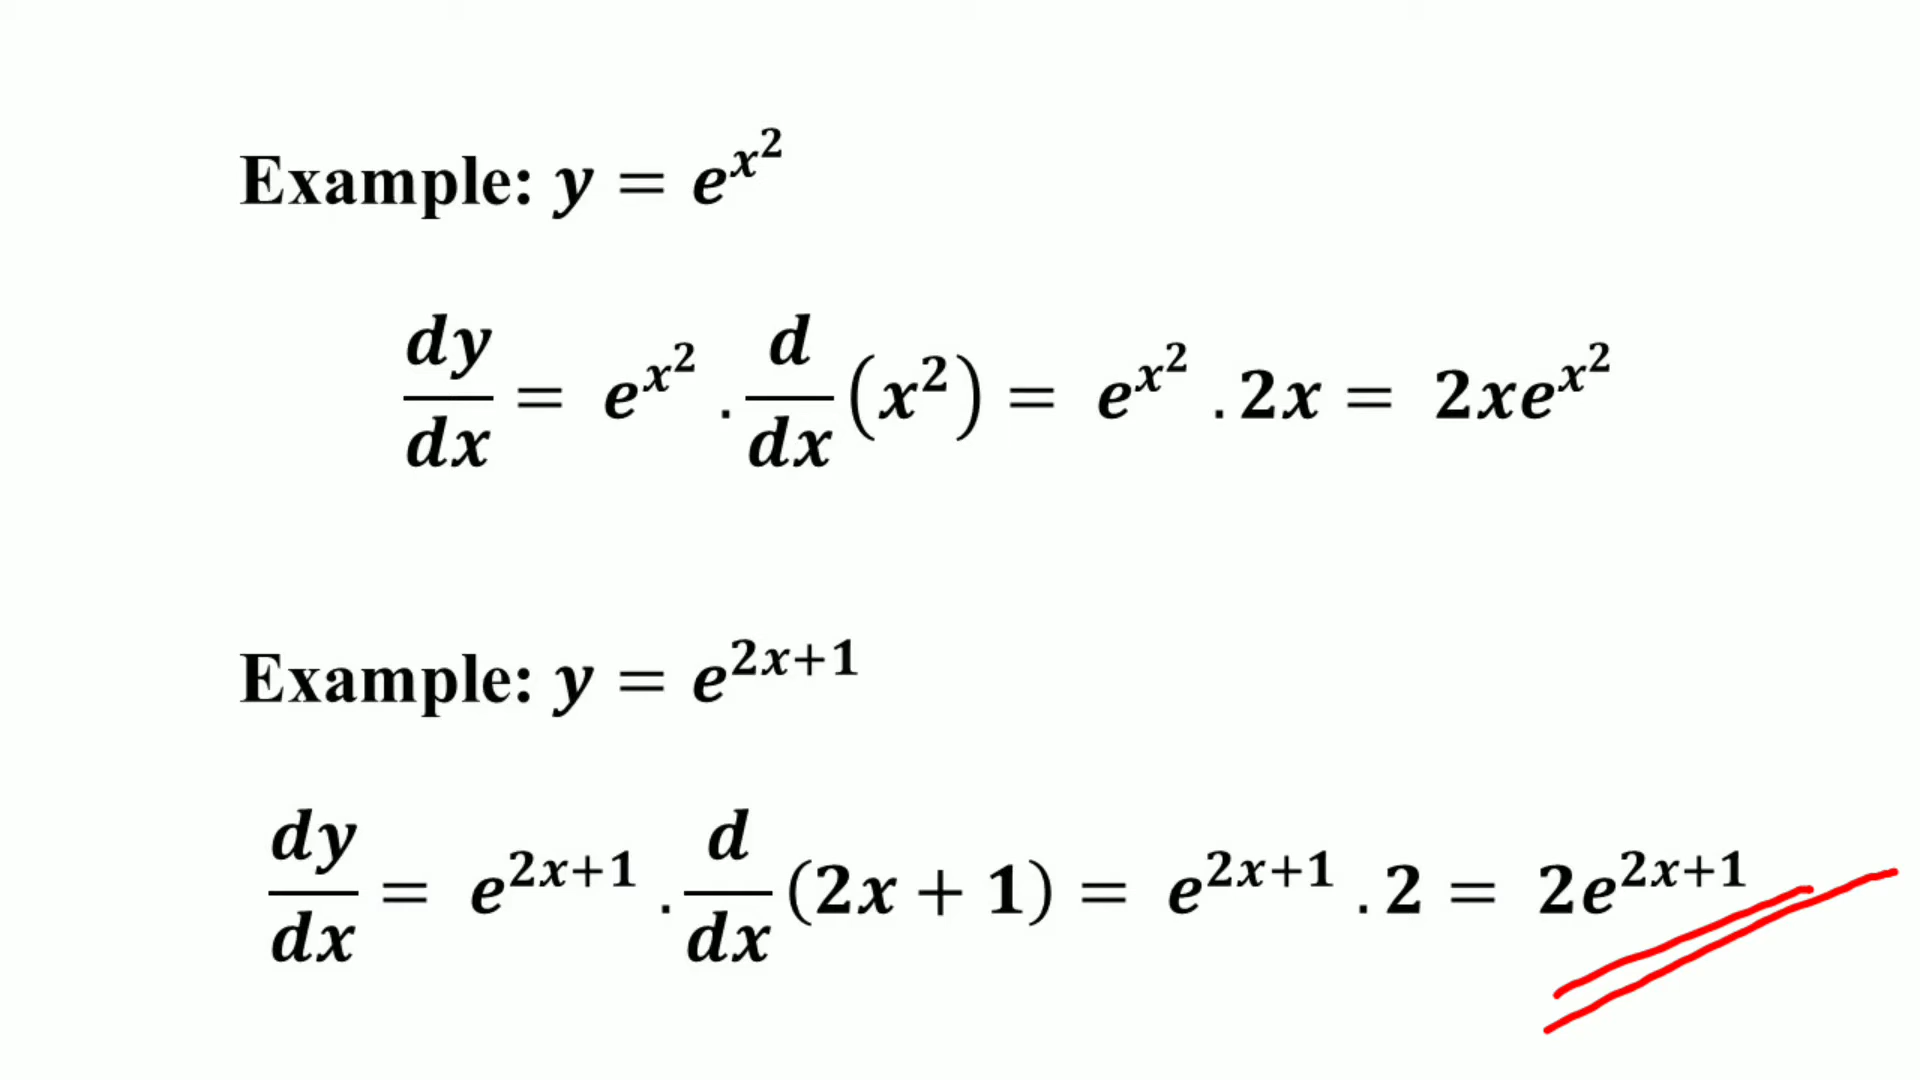 Example: y = e^{x^2}
dy/dx = e^{x^2} . d/dx (x^2) = e^{x^2} . 2x = 2xe^{x^2}
Example: y = e^{2x+1}
dy/dx = e^{2x+1} . d/dx (2x + 1) = e^{2x+1} . 2 = 2e^{2x+1}